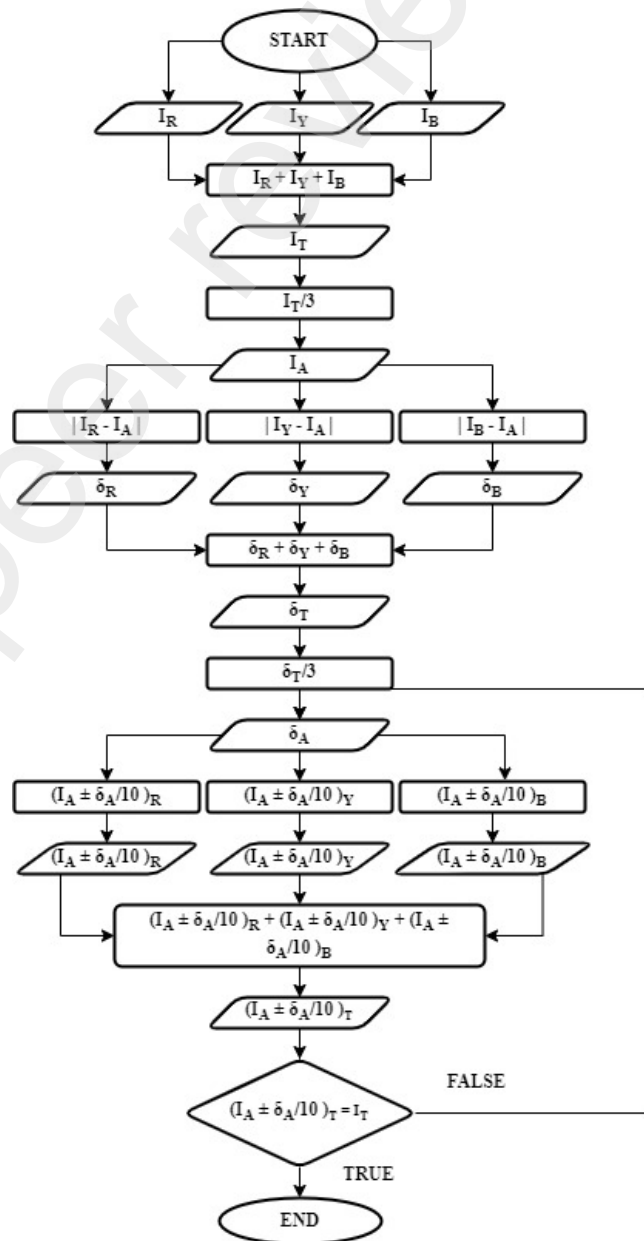 START
I_R
I_Y
I_B
I_R + I_Y + I_B
I_T
I_T/3
I_A
| I_R - I_A |
| I_Y - I_A |
| I_B - I_A |
δ_R
δ_Y
δ_B
δ_R + δ_Y + δ_B
δ_T
δ_T/3
δ_A
(I_A ± δ_A/10 )_R
(I_A ± δ_A/10 )_Y
(I_A ± δ_A/10 )_B
(I_A ± δ_A/10 )_R
(I_A ± δ_A/10 )_Y
(I_A ± δ_A/10 )_B
(I_A ± δ_A/10 )_R + (I_A ± δ_A/10 )_Y + (I_A ±
δ_A/10 )_B
(I_A ± δ_A/10 )_T
(I_A ± δ_A/10 )_T = I_T
FALSE
TRUE
END
peer review